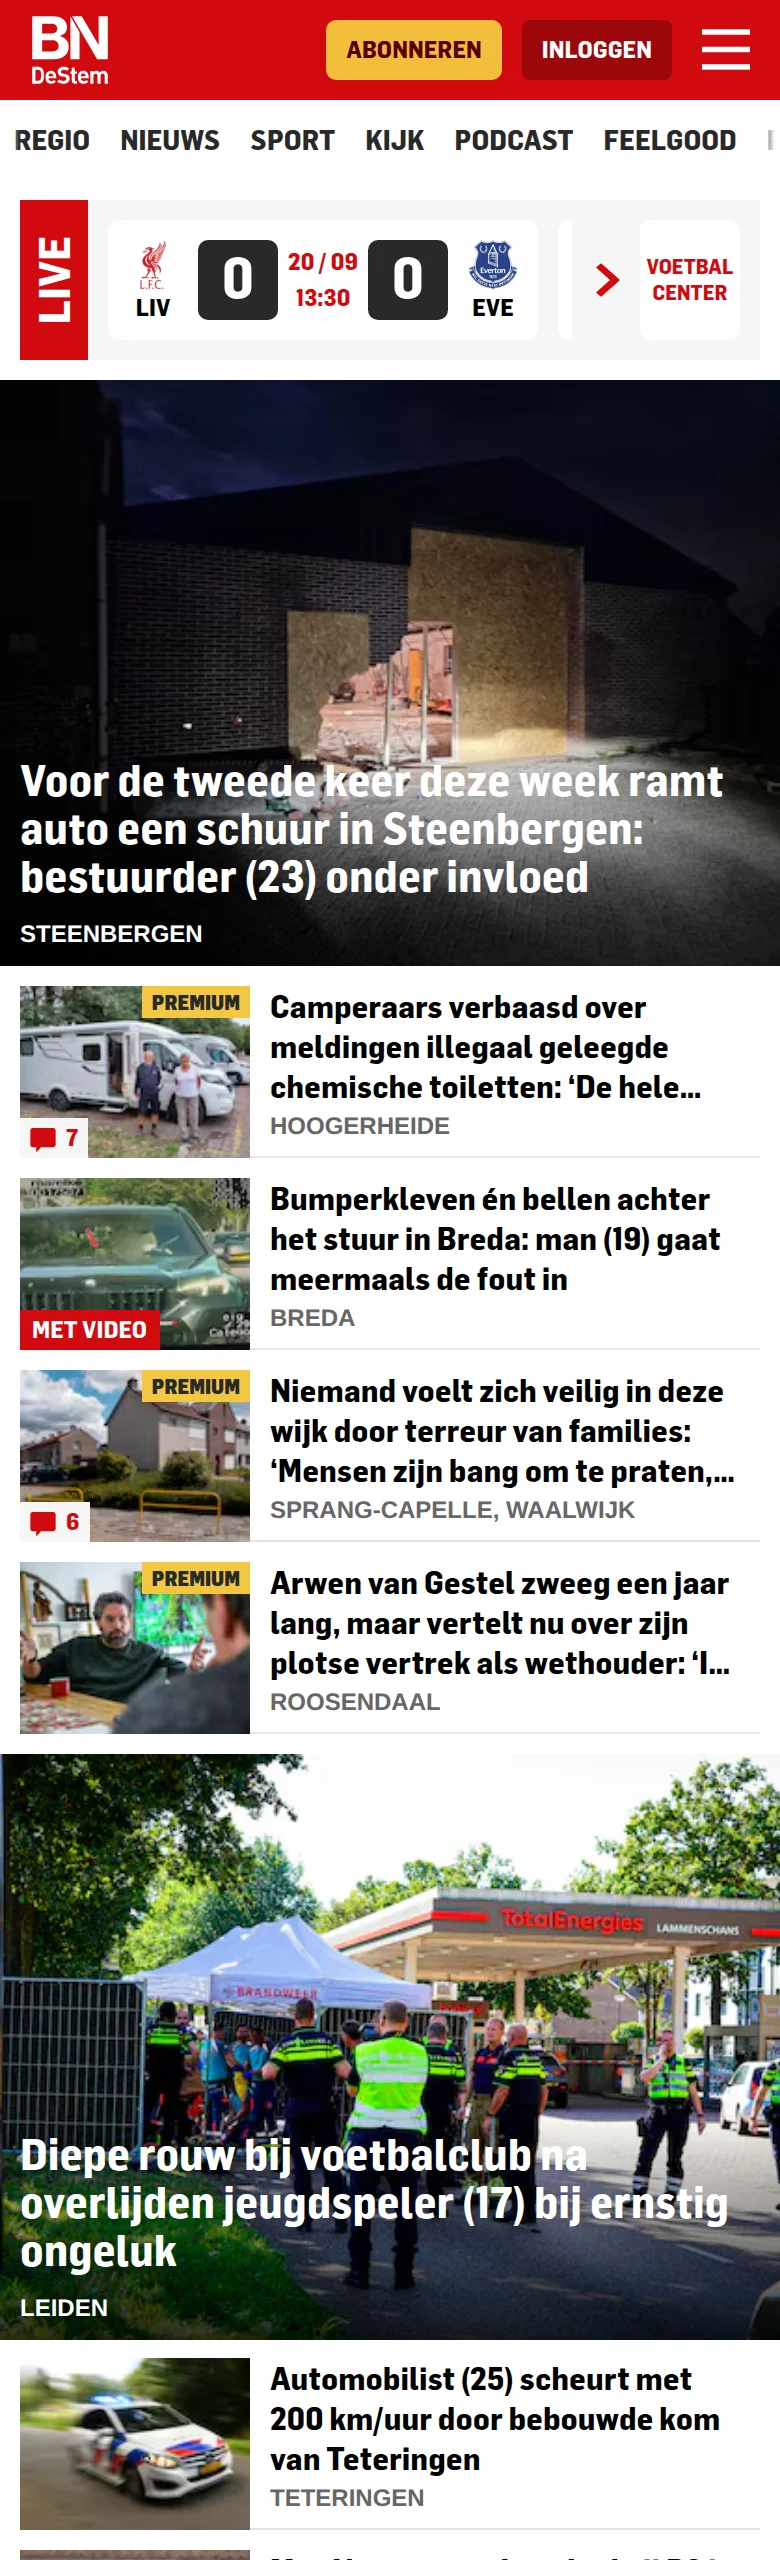 BN
DeStem
ABONNEREN
INLOGGEN
REGIO NIEUWS SPORT KIJK PODCAST FEELGOOD
LIVE
L.F.C.
LIV
0
20 / 09
13:30
0
Everton
EVE
VOETBAL
CENTER
Voor de tweede keer deze week ramt
auto een schuur in Steenbergen:
bestuurder (23) onder invloed
STEENBERGEN
PREMIUM
7
Camperaars verbaasd over
meldingen illegaal geleegde
chemische toiletten: ‘De hele...
HOOGERHEIDE
MET VIDEO
Bumperkleven én bellen achter
het stuur in Breda: man (19) gaat
meermaals de fout in
BREDA
PREMIUM
6
Niemand voelt zich veilig in deze
wijk door terreur van families:
‘Mensen zijn bang om te praten,...
SPRANG-CAPELLE, WAALWIJK
PREMIUM
Arwen van Gestel zweeg een jaar
lang, maar vertelt nu over zijn
plotse vertrek als wethouder: ‘I...
ROOSENDAAL
TotalEnergies LAMMENSCHANS
BRANDWEER
Diepe rouw bij voetbalclub na
overlijden jeugdspeler (17) bij ernstig
ongeluk
LEIDEN
Automobilist (25) scheurt met
200 km/uur door bebouwde kom
van Teteringen
TETERINGEN